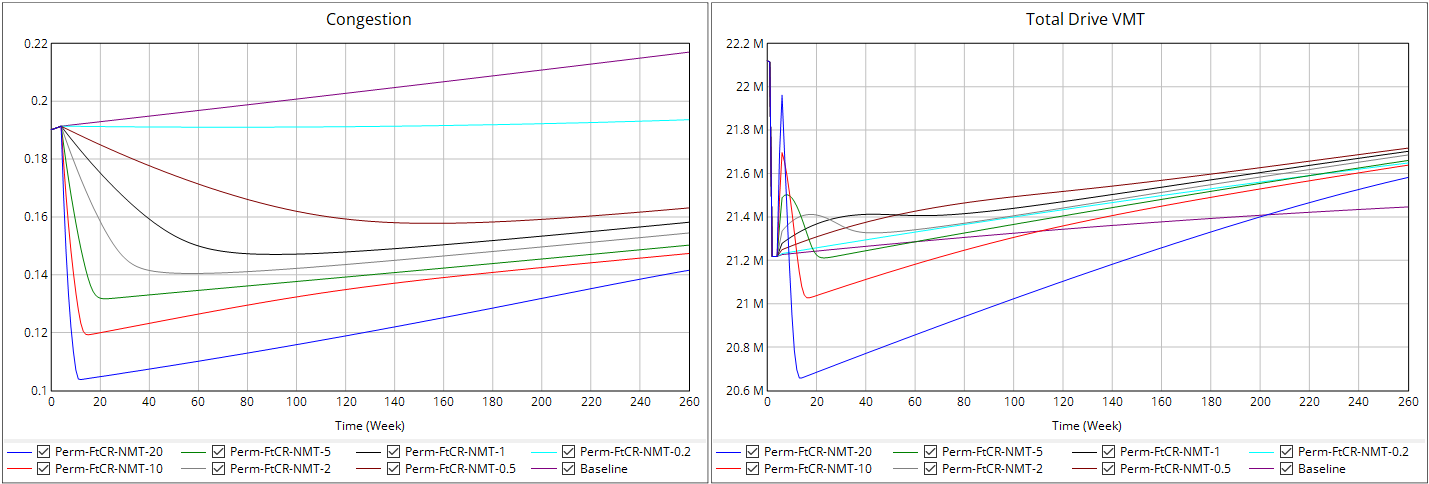 Congestion
0.22
0.2
0.18
0.16
0.14
0.12
0.1
0 20 40 60 80 100 120 140 160 180 200 220 240 260
Time (Week)
Perm-FtCR-NMT-20 Perm-FtCR-NMT-5 Perm-FtCR-NMT-1 Perm-FtCR-NMT-0.2
Perm-FtCR-NMT-10 Perm-FtCR-NMT-2 Perm-FtCR-NMT-0.5 Baseline
Total Drive VMT
22.2 M
22 M
21.8 M
21.6 M
21.4 M
21.2 M
21 M
20.8 M
20.6 M
0 20 40 60 80 100 120 140 160 180 200 220 240 260
Time (Week)
Perm-FtCR-NMT-20 Perm-FtCR-NMT-5 Perm-FtCR-NMT-1 Perm-FtCR-NMT-0.2
Perm-FtCR-NMT-10 Perm-FtCR-NMT-2 Perm-FtCR-NMT-0.5 Baseline